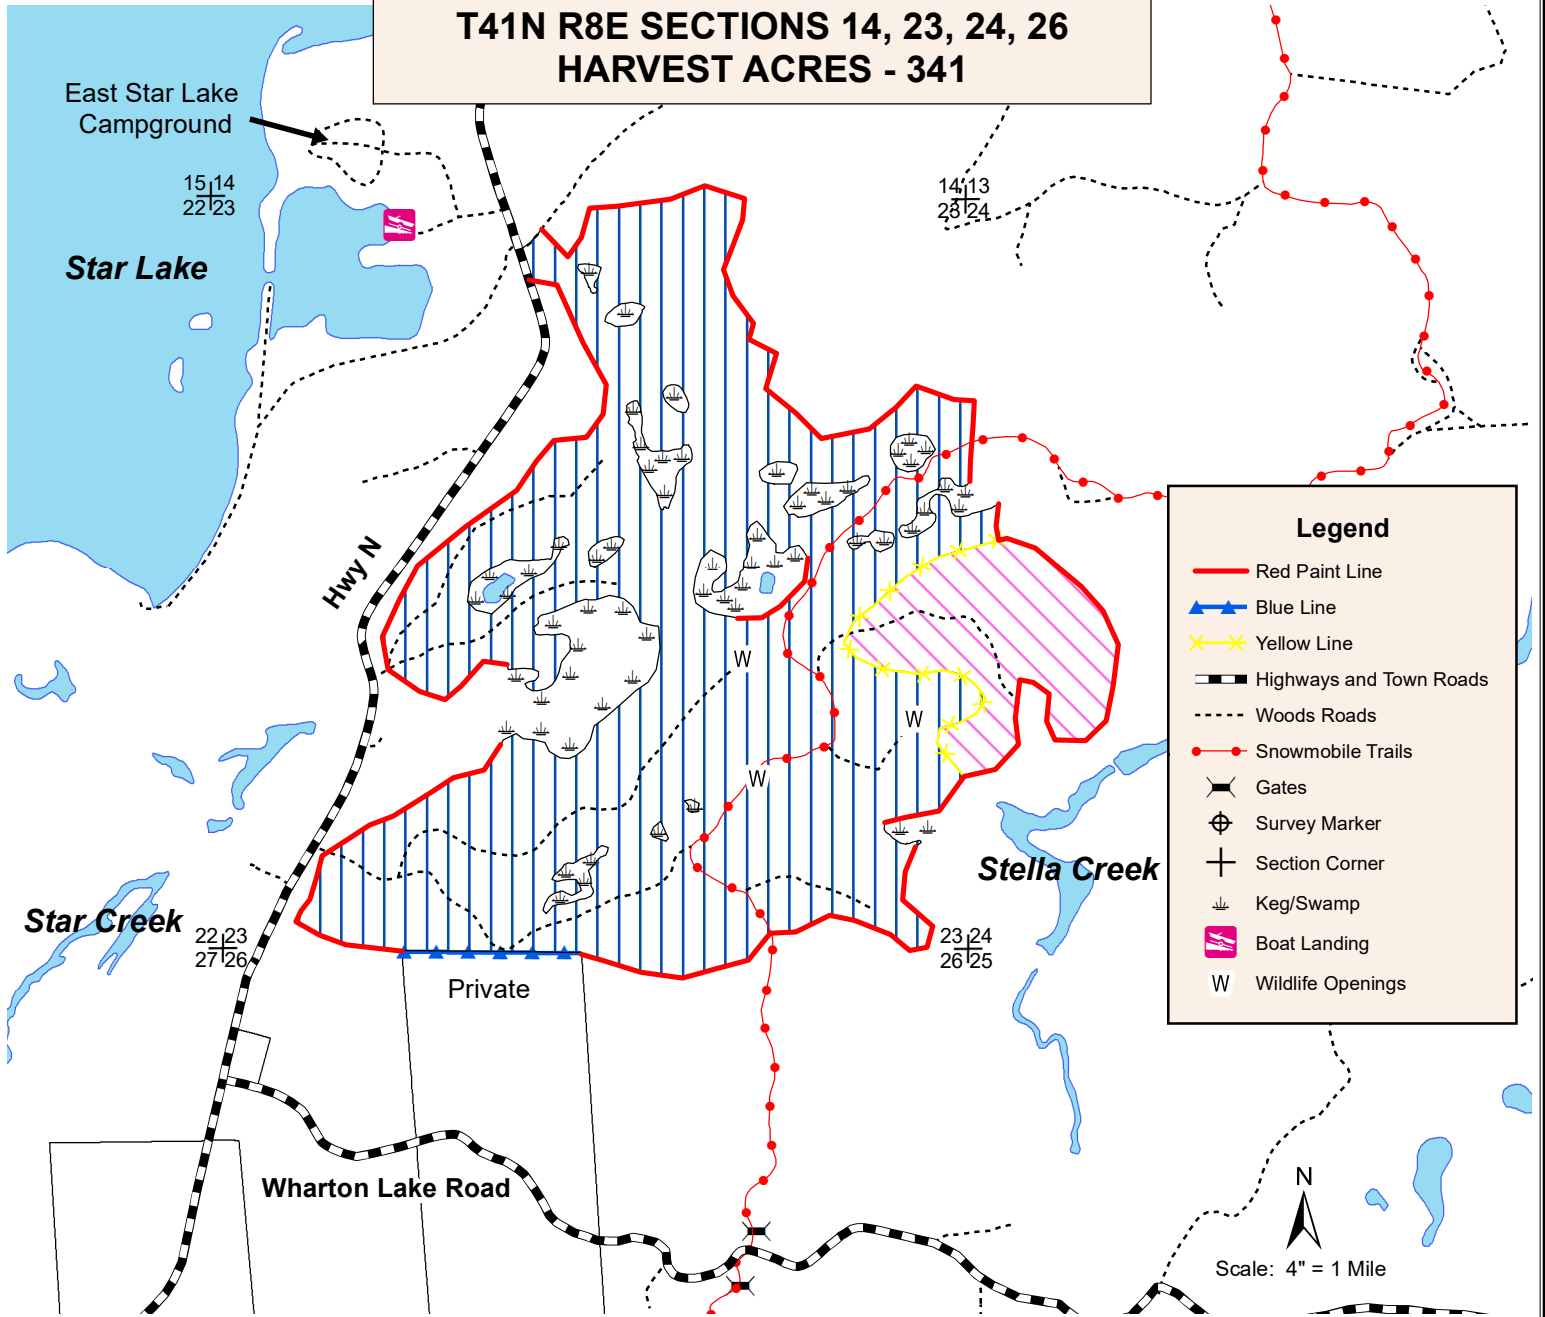 T41N R8E SECTIONS 14, 23, 24, 26
HARVEST ACRES - 341
East Star Lake
Campground
15 14
22 23
14 13
23 24
Star Lake
Hwy N
W
W
W
Legend
Red Paint Line
Blue Line
Yellow Line
Highways and Town Roads
Woods Roads
Snowmobile Trails
Gates
Survey Marker
Section Corner
Keg/Swamp
Boat Landing
W Wildlife Openings
Stella Creek
Star Creek
22 23
27 26
23 24
26 25
Private
Wharton Lake Road
N
Scale: 4" = 1 Mile